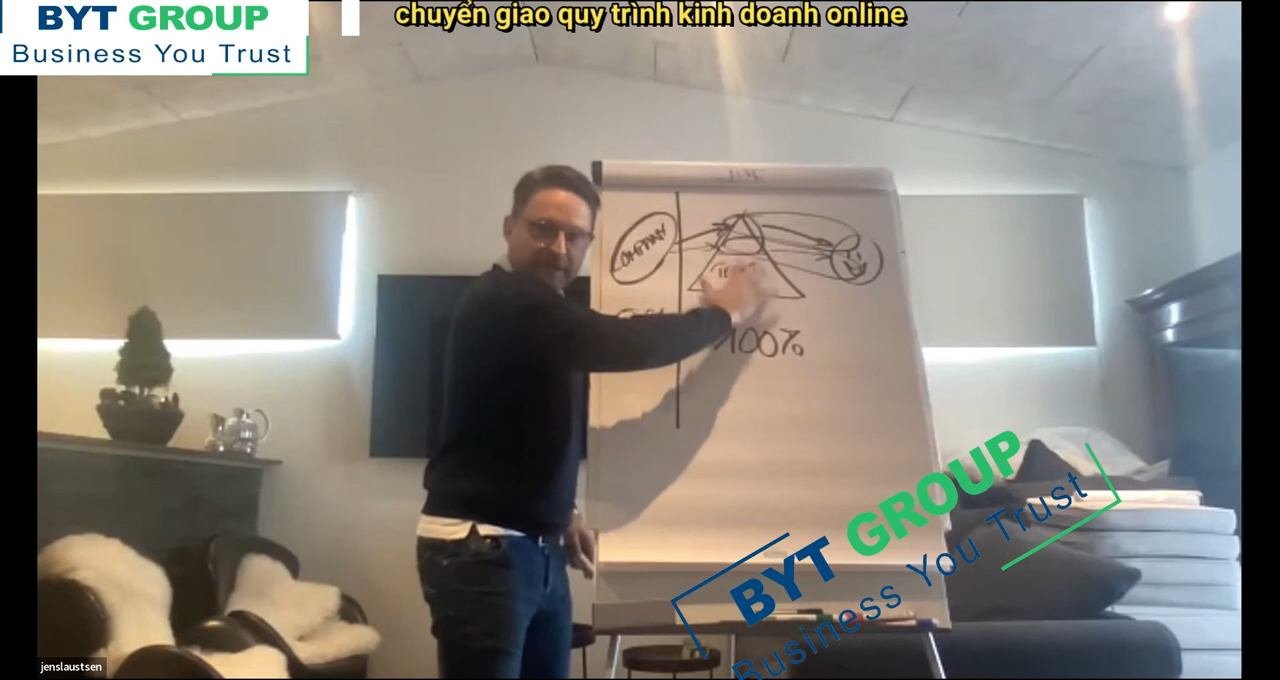 BYT GROUP
Business You Trust
chuyển giao quy trình kinh doanh online
COMPANY
100%
BYT GROUP
Business You Trust
jenslaustsen